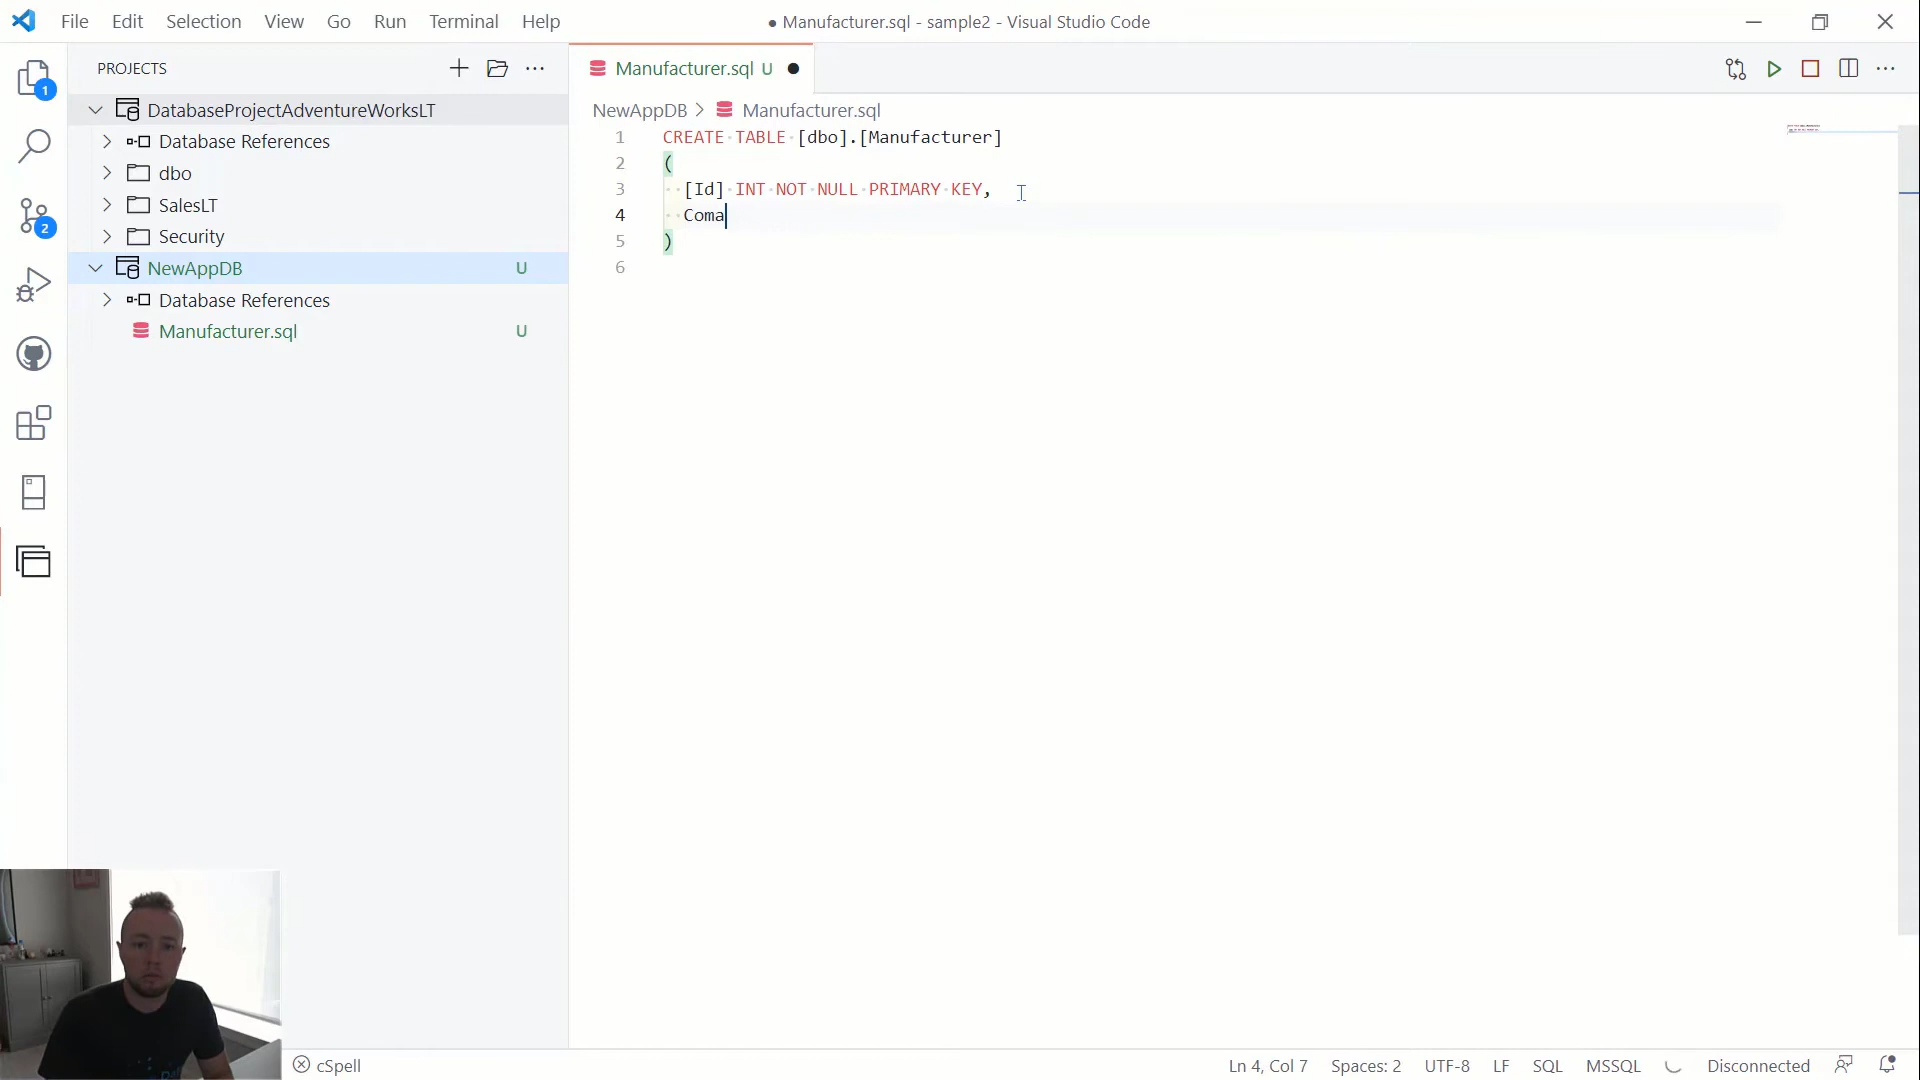 File Edit Selection View Go Run Terminal Help ● Manufacturer.sql - sample2 - Visual Studio Code
PROJECTS
DatabaseProjectAdventureWorksLT
Database References
dbo
SalesLT
Security
NewAppDB U
Database References
Manufacturer.sql U
1
2
Manufacturer.sql U ●
NewAppDB > Manufacturer.sql
1 CREATE TABLE [dbo].[Manufacturer]
2 (
3 [Id] INT NOT NULL PRIMARY KEY,
4 Coma
5 )
6
cSpell Ln 4, Col 7 Spaces: 2 UTF-8 LF SQL MSSQL Disconnected